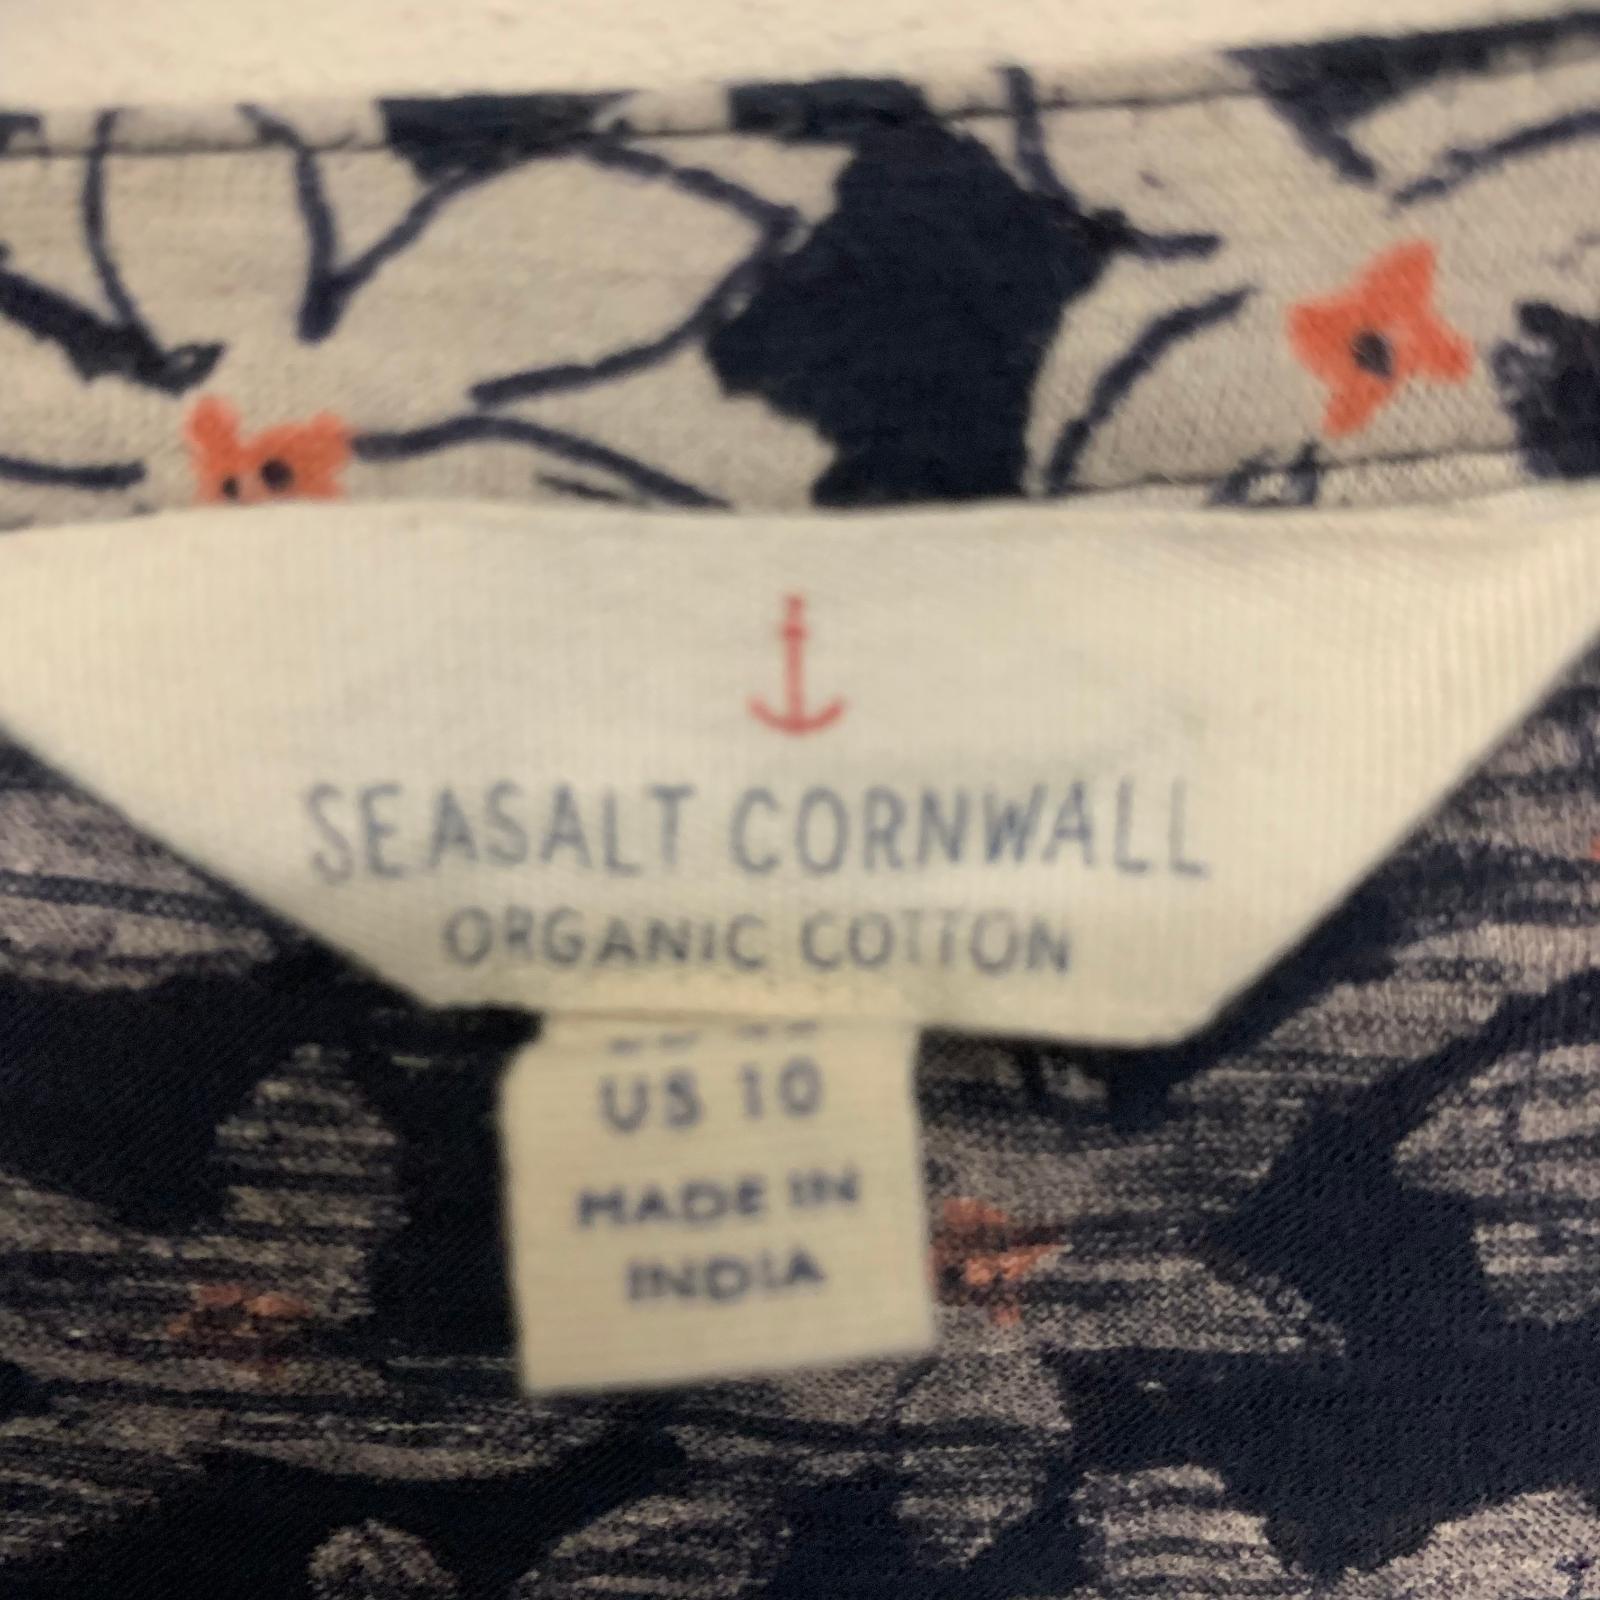 SEASALT CORNWALL
ORGANIC COTTON
US 10
MADE IN
INDIA